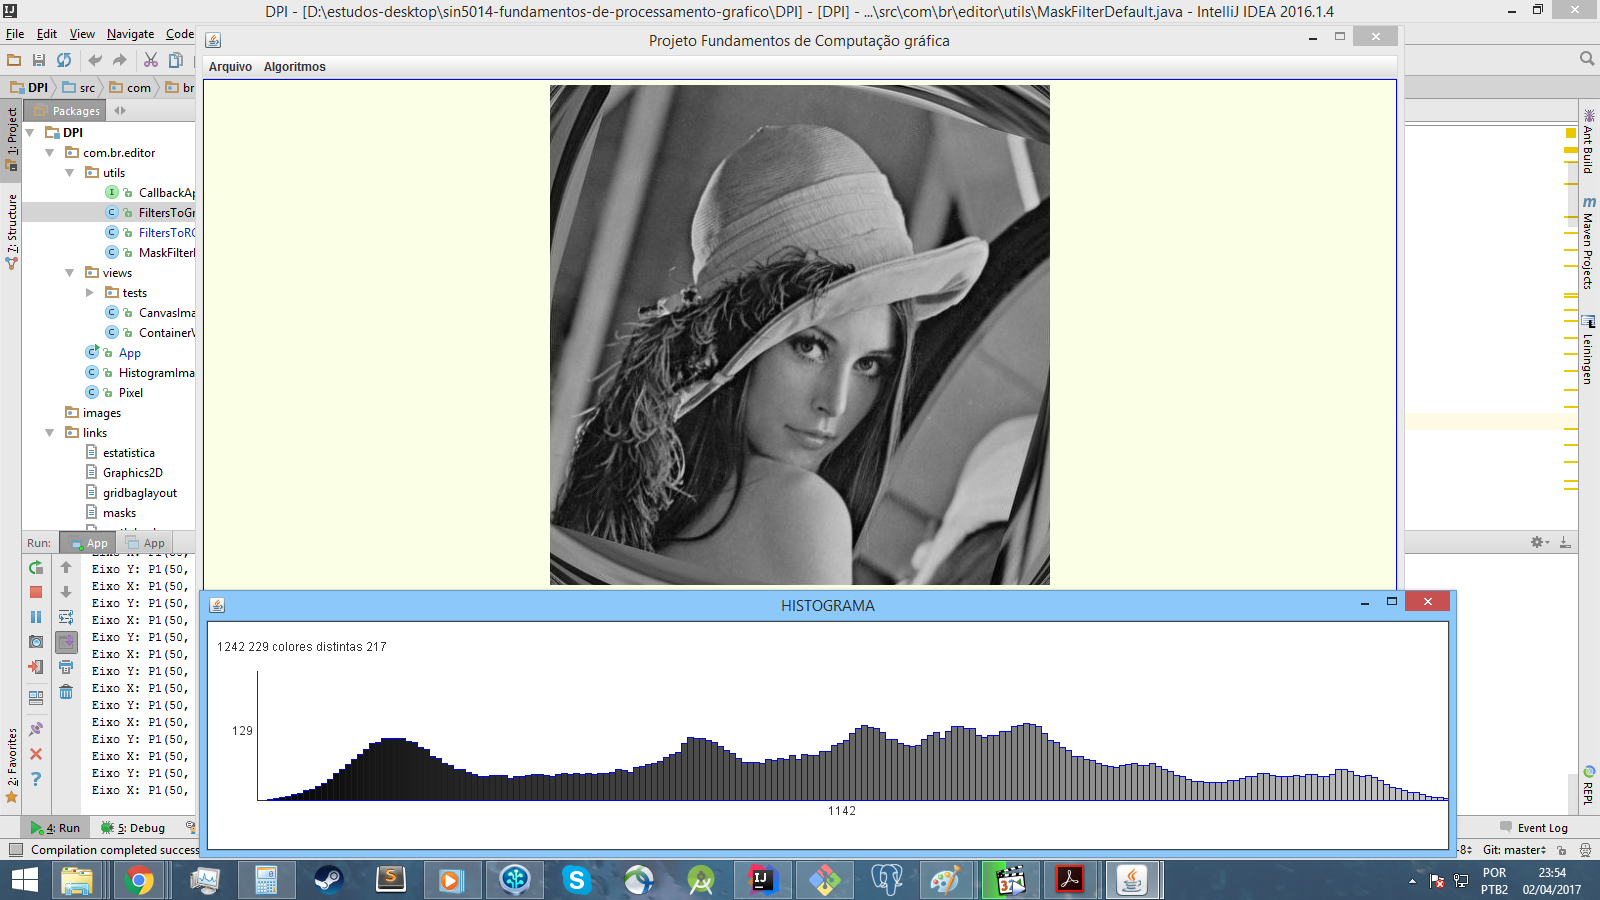 DPI - [D:\estudos-desktop\sin5014-fundamentos-de-processamento-grafico\DPI] - [DPI] - ...\src\com\br\editor\utils\MaskFilterDefault.java - IntelliJ IDEA 2016.1.4
File Edit View Navigate Code
Projeto Fundamentos de Computação gráfica
Arquivo Algoritmos
DPI src com br
Packages
1: Project
7: Structure
2: Favorites
DPI
com.br.editor
utils
CallbackAp
FiltersToGr
FiltersToRG
MaskFilterI
views
tests
CanvasIma
ContainerV
App
HistogramIma
Pixel
images
links
estatistica
Graphics2D
gridbaglayout
masks
Ant Build
Maven Projects
Leiningen
REPL
Run: App App
Eixo X: P1(50,
Eixo Y: P1(50,
Eixo X: P1(50,
Eixo Y: P1(50,
Eixo X: P1(50,
Eixo Y: P1(50,
Eixo X: P1(50,
Eixo Y: P1(50,
Eixo X: P1(50,
Eixo Y: P1(50,
Eixo X: P1(50,
Eixo Y: P1(50,
Eixo X: P1(50,
Eixo Y: P1(50,
Eixo X: P1(50,
HISTOGRAMA
1242 229 colores distintas 217
129
1142
4: Run 5: Debug
Event Log
Compilation completed success
-8 Git: master
POR
PTB2
23:54
02/04/2017